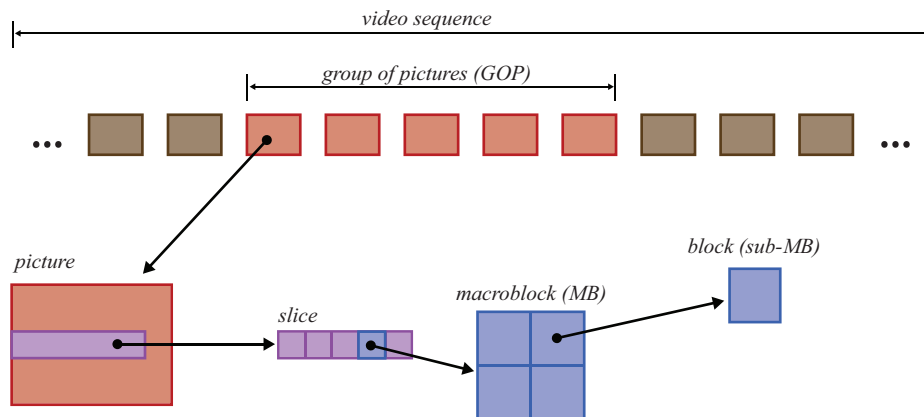 video sequence
group of pictures (GOP)
... ...
picture
slice
macroblock (MB)
block (sub-MB)